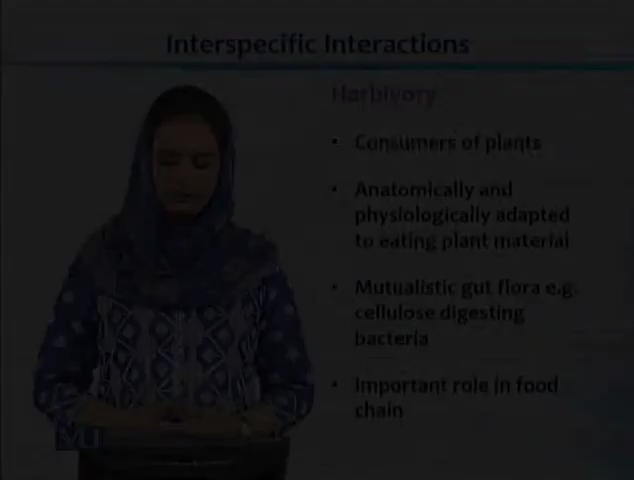 Interspecific Interactions
Herbivory
• Consumers of plants
• Anatomically and
physiologically adapted
to eating plant material
• Mutualistic gut flora e.g.
cellulose digesting
bacteria
• Important role in food
chain